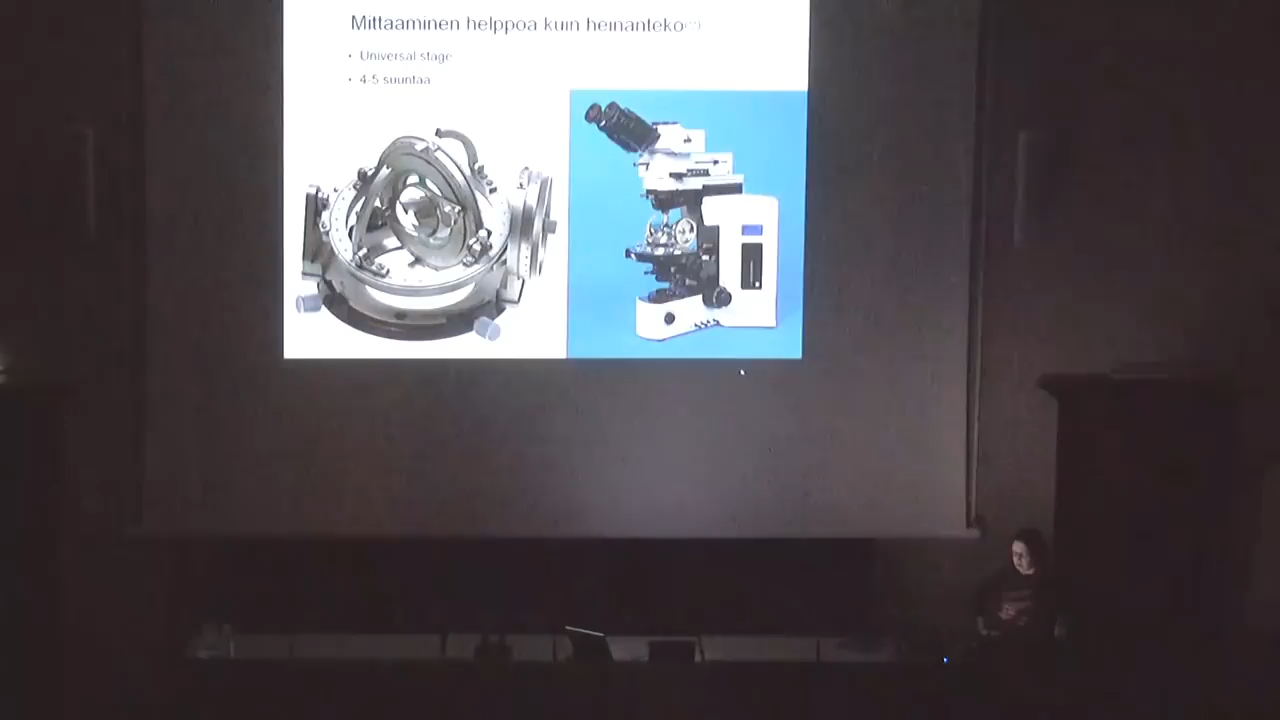 Mittaaminen helppoa kuin heinänteko
• Universal stage
• 4-5 suuntaa